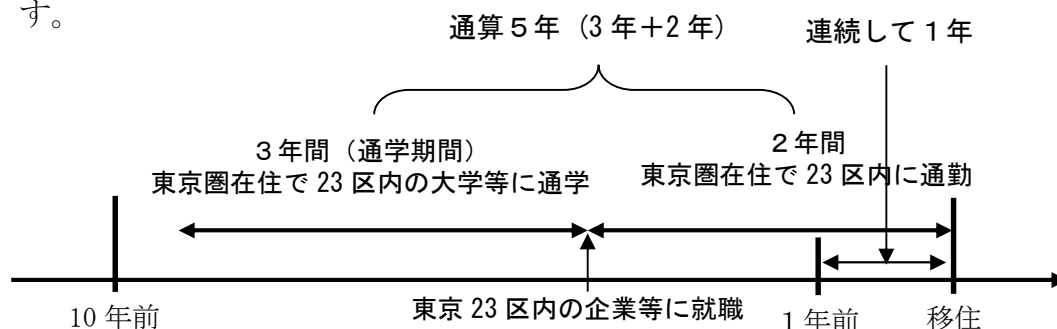 す。
通算５年（3 年＋2 年）
連続して１年
３年間（通学期間）
東京圏在住で 23 区内の大学等に通学
２年間
東京圏在住で 23 区内に通勤
東京 23 区内の企業等に就職
10 年前
１年前
移住